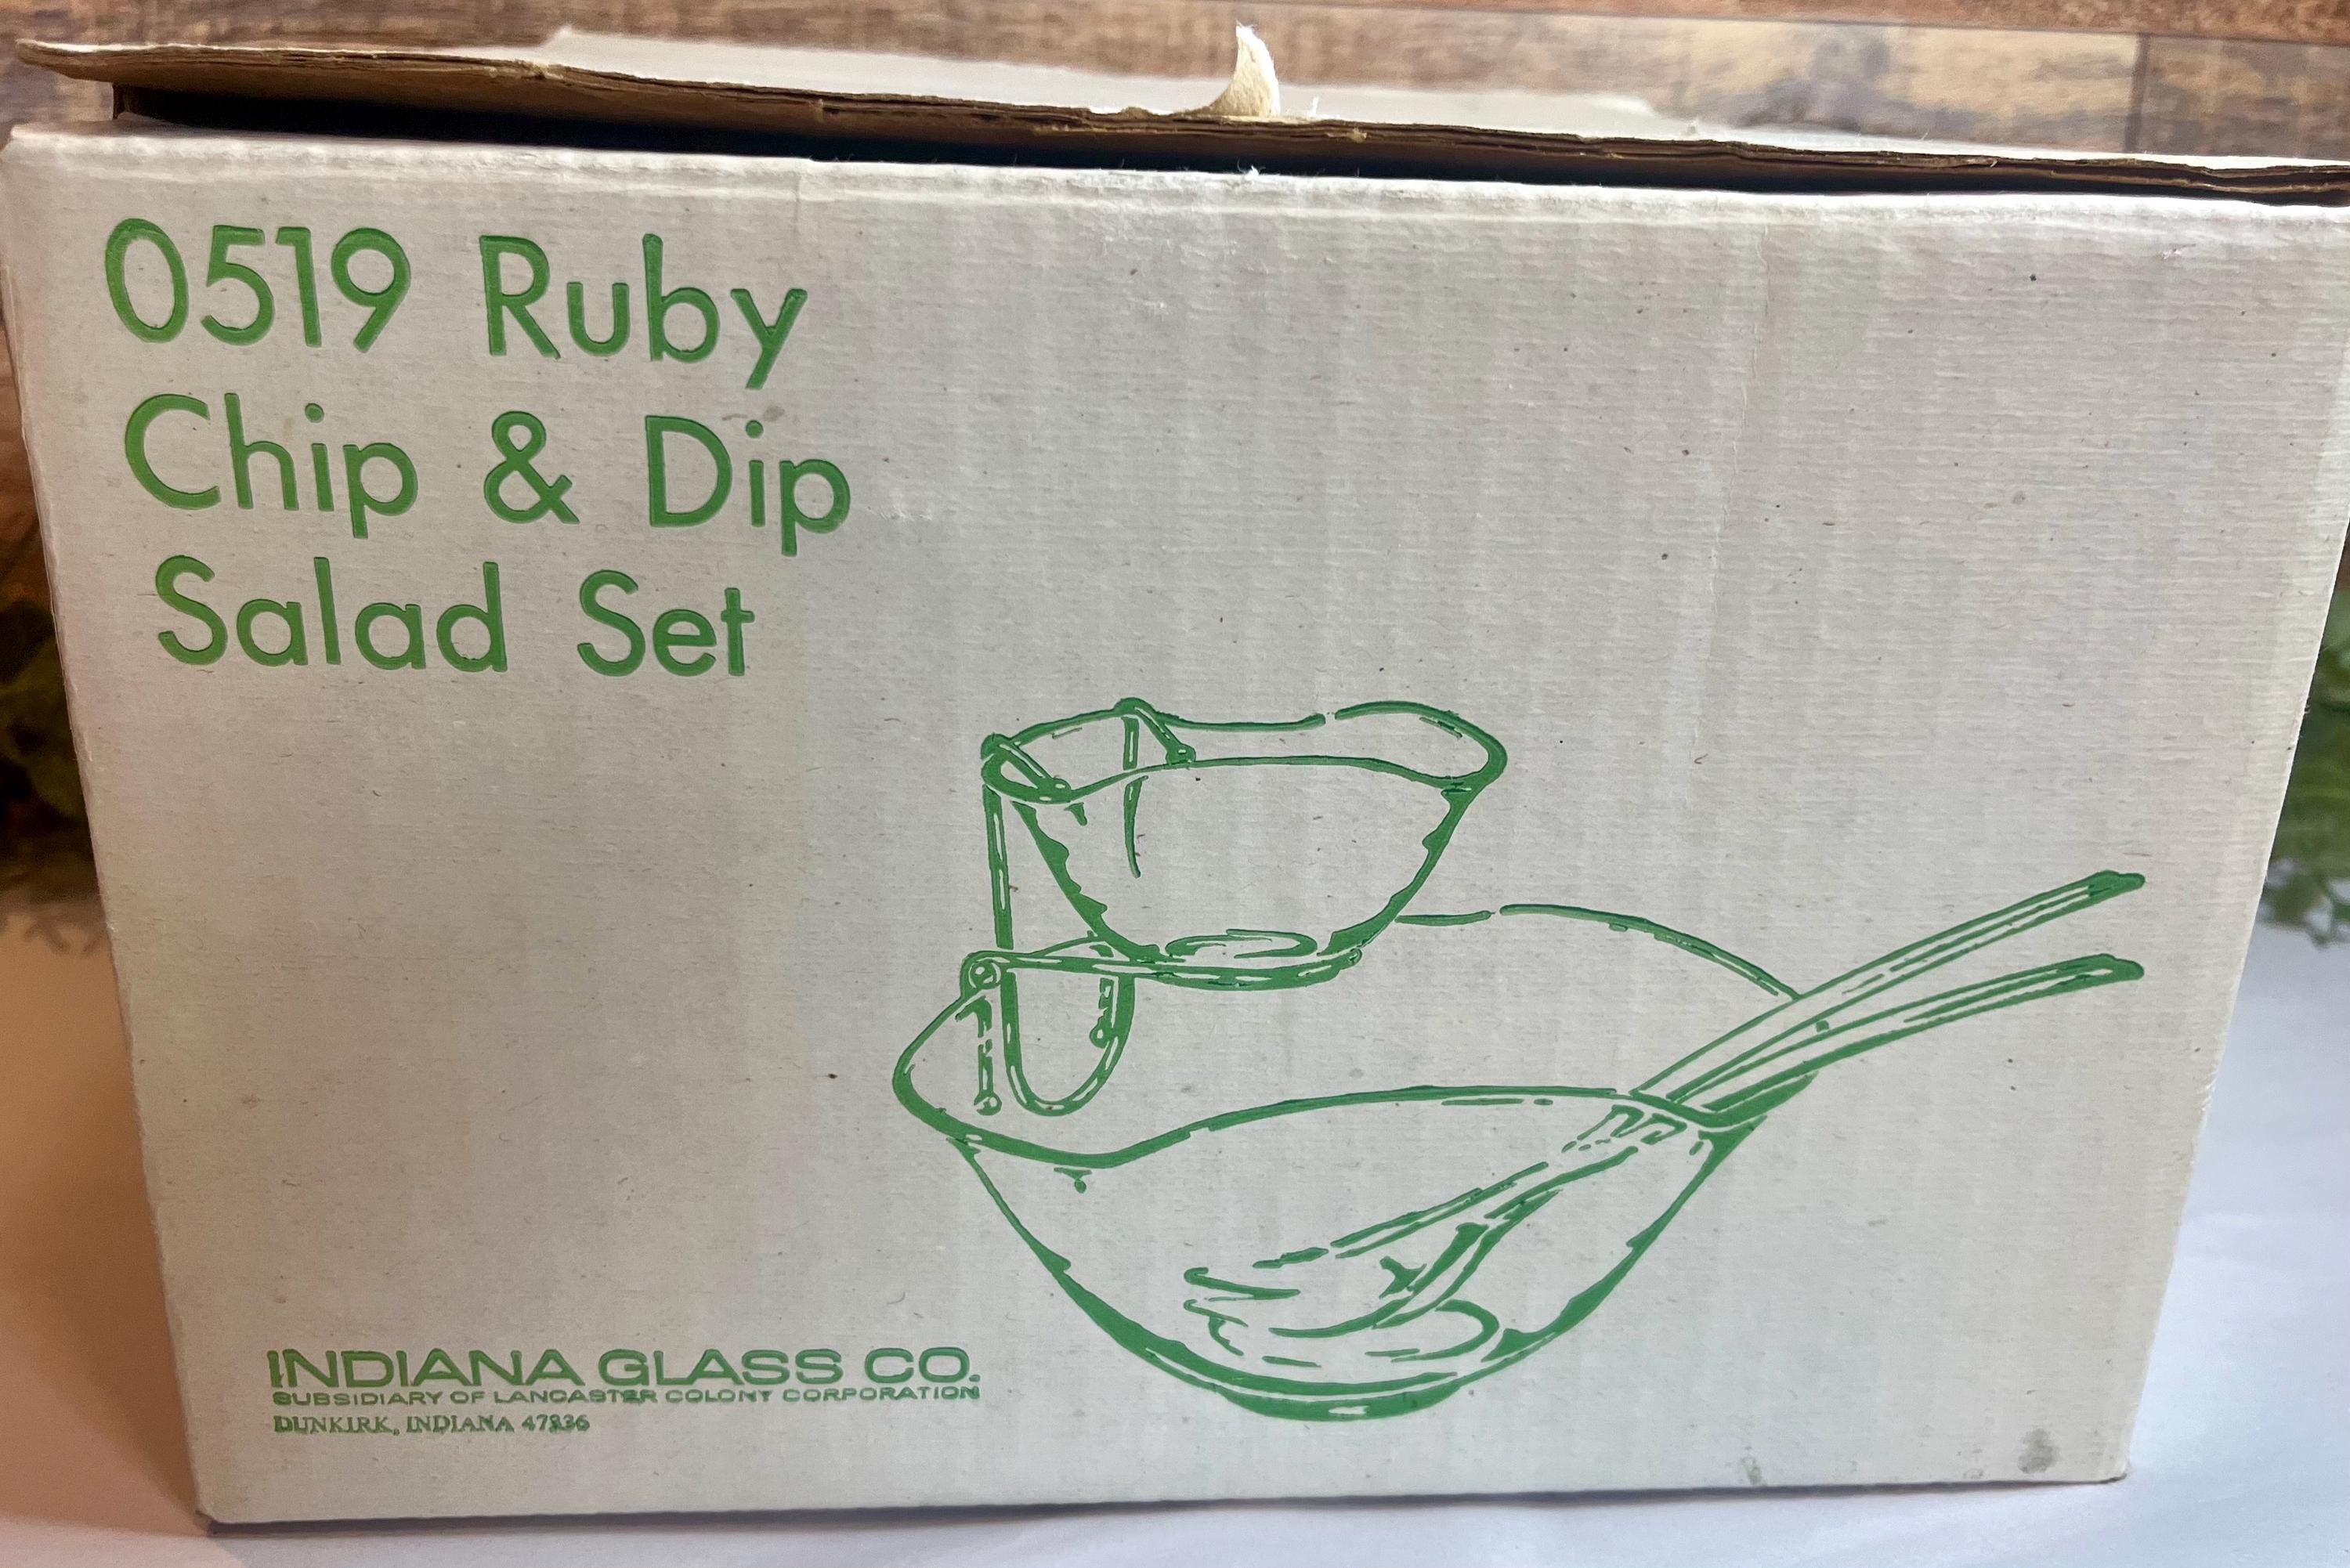 0519 Ruby
Chip & Dip
Salad Set
INDIANA GLASS CO.
SUBSIDIARY OF LANCASTER COLONY CORPORATION
DUNKIRK, INDIANA 47336